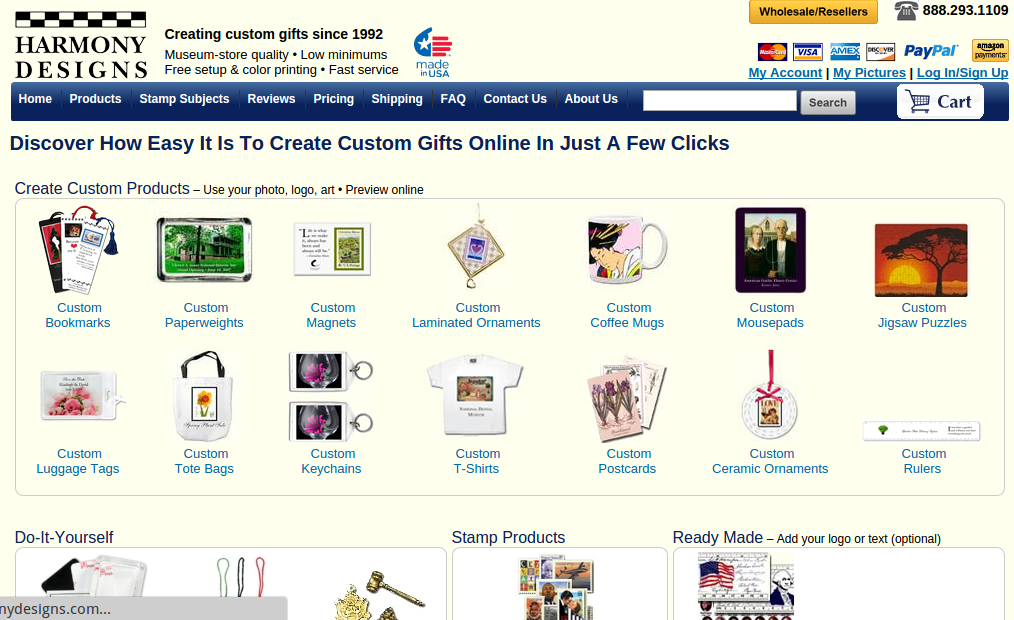 Wholesale/Resellers
888.293.1109
HARMONY
DESIGNS
Creating custom gifts since 1992
Museum-store quality • Low minimums
Free setup & color printing • Fast service
made
in USA
MasterCard VISA AMEX DISCOVER PayPal amazon
payments
My Account | My Pictures | Log In/Sign Up
Home Products Stamp Subjects Reviews Pricing Shipping FAQ Contact Us About Us Search Cart
Discover How Easy It Is To Create Custom Gifts Online In Just A Few Clicks
Create Custom Products – Use your photo, logo, art • Preview online
Custom
Bookmarks
Custom
Paperweights
Custom
Magnets
Custom
Laminated Ornaments
Custom
Coffee Mugs
Custom
Mousepads
Custom
Jigsaw Puzzles
LOVE
Custom
Luggage Tags
Custom
Tote Bags
Custom
Keychains
Custom
T-Shirts
Custom
Postcards
Custom
Ceramic Ornaments
Custom
Rulers
Do-It-Yourself
Stamp Products
Ready Made – Add your logo or text (optional)
nydesigns.com...